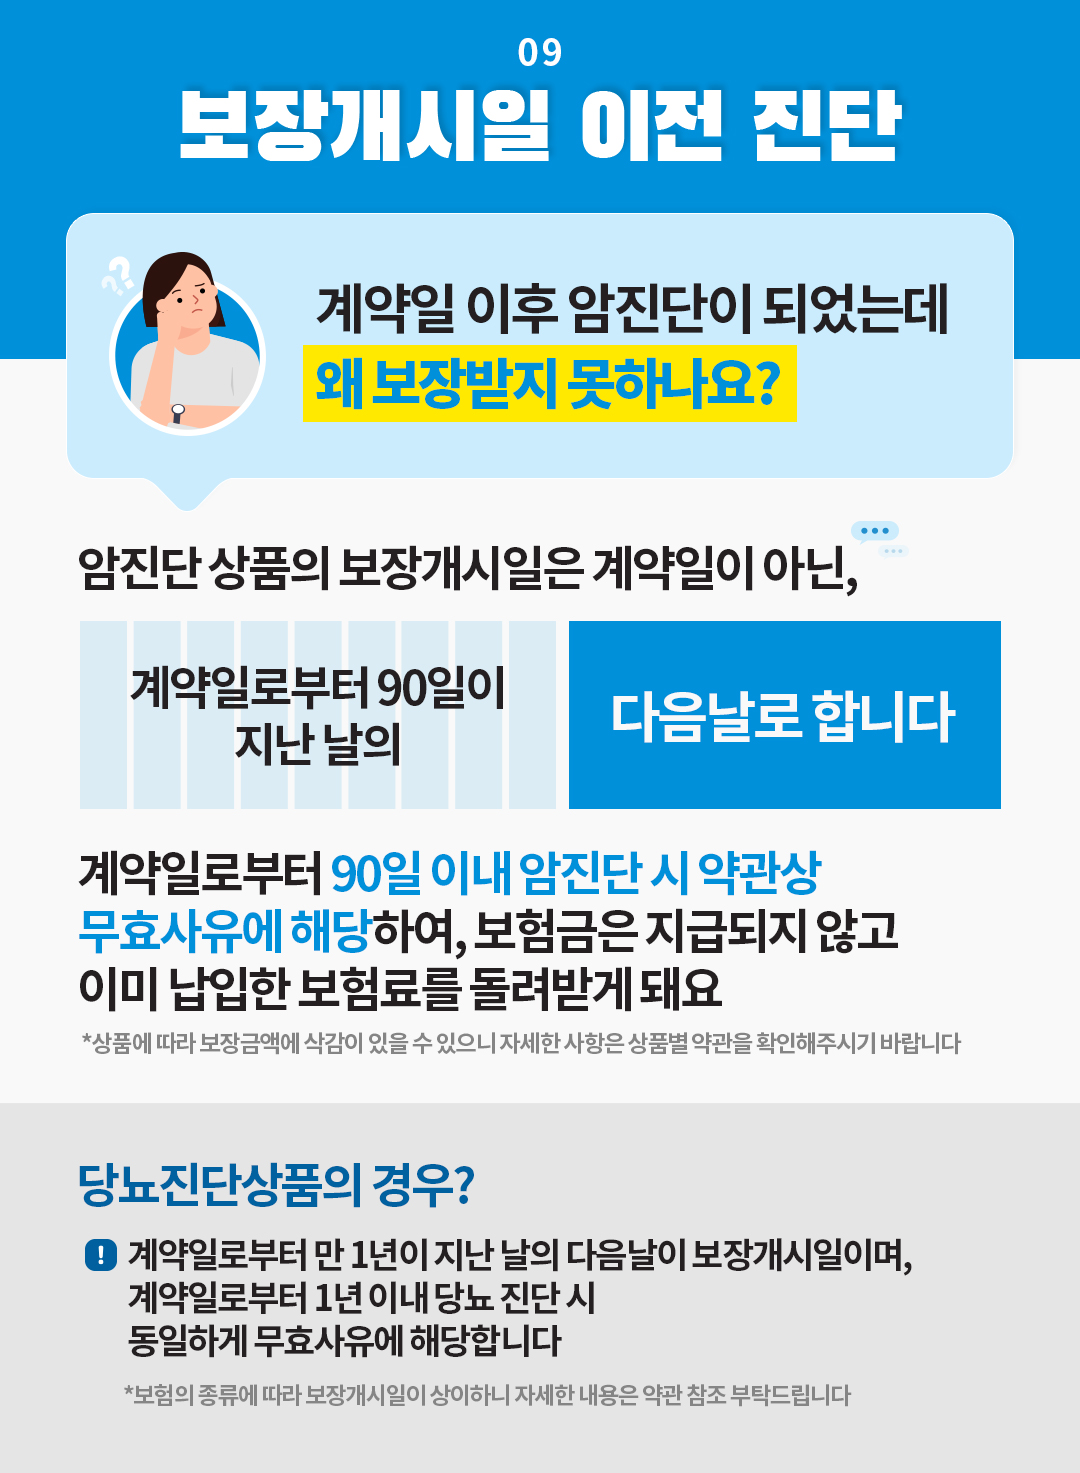 09
보장개시일 이전 진단
??
계약일 이후 암진단이 되었는데
왜 보장받지 못하나요?
암진단 상품의 보장개시일은 계약일이 아닌,
계약일로부터 90일이
지난 날의
다음날로 합니다
계약일로부터 90일 이내 암진단 시 약관상
무효사유에 해당하여, 보험금은 지급되지 않고
이미 납입한 보험료를 돌려받게 돼요
*상품에 따라 보장금액에 삭감이 있을 수 있으니 자세한 사항은 상품별 약관을 확인해주시기 바랍니다
당뇨진단상품의 경우?
! 계약일로부터 만 1년이 지난 날의 다음날이 보장개시일이며,
계약일로부터 1년 이내 당뇨 진단 시
동일하게 무효사유에 해당합니다
*보험의 종류에 따라 보장개시일이 상이하니 자세한 내용은 약관 참조 부탁드립니다